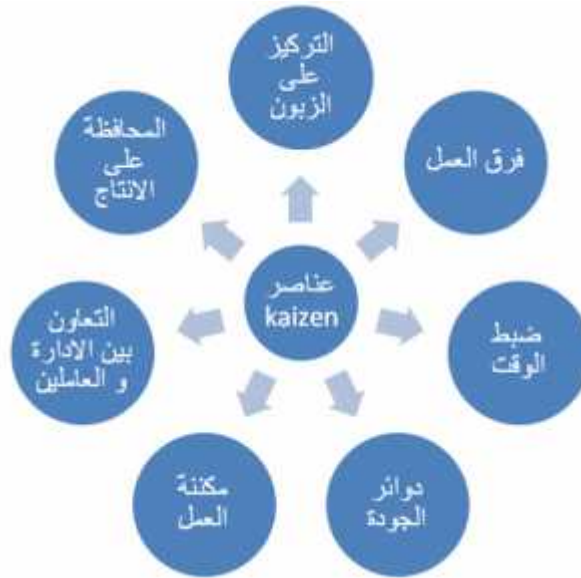 التركيز
على
الزبون
فرق العمل
ضبط
الوقت
دوائر
الجودة
مكننة
العمل
التعاون
بين الادارة
و العاملين
المحافظة
على
الانتاج
عناصر
kaizen